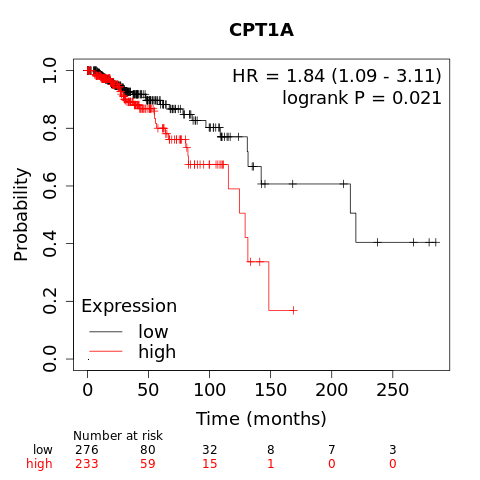 CPT1A
HR = 1.84 (1.09 - 3.11)
logrank P = 0.021
Probability
1.0
0.8
0.6
0.4
0.2
0.0
Expression
low
high
0 50 100 150 200 250
Time (months)
Number at risk
low 276 80 32 8 7 3
high 233 59 15 1 0 0